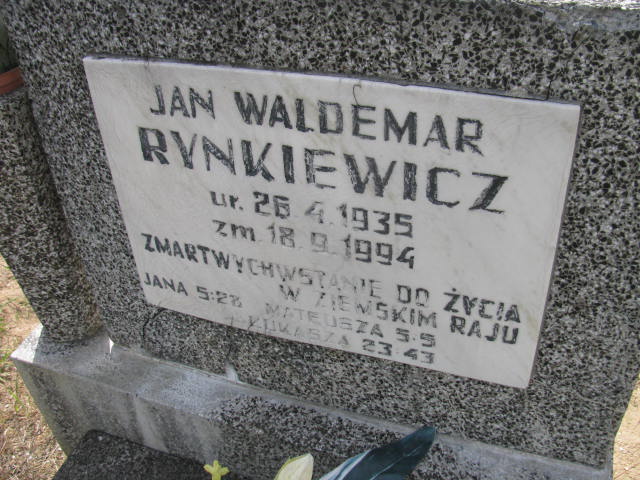 JAN WALDEMAR
RYNKIEWICZ
ur. 26.4.1935
zm. 18.9.1994
ZMARTWYCHWSTANIE DO ŻYCIA
W ZIEMSKIM RAJU
JANA 5:28 MATEUSZA 5:5
ŁUKASZA 23:43